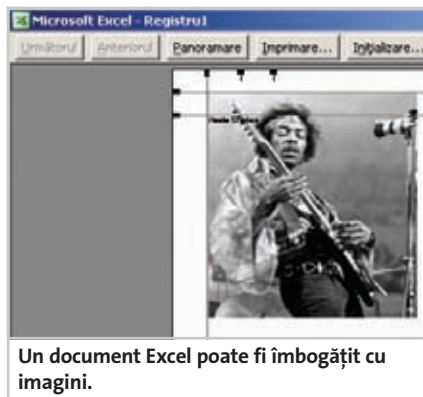 Microsoft Excel - Registru1
Următorul Anteriorul Panoramare Imprimare... Inițializare...
Un document Excel poate fi îmbogățit cu
imagini.